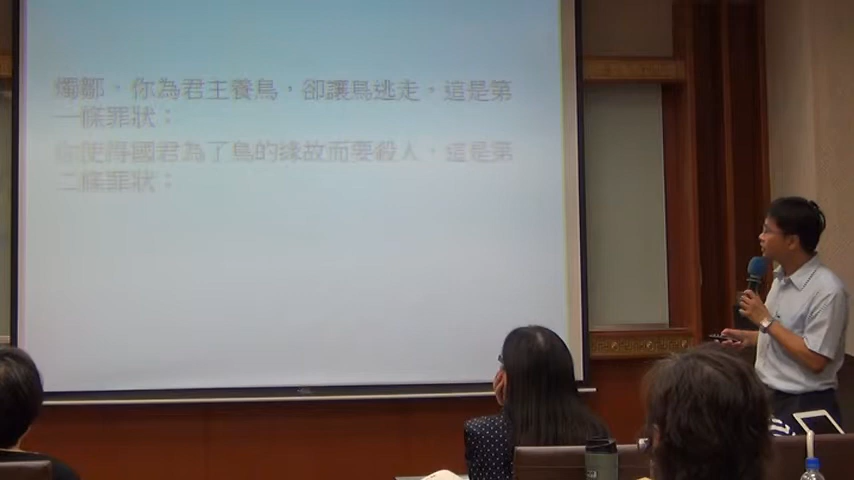 燭鄒，你為君主養鳥，卻讓鳥逃走，這是第
一條罪狀：
你使得國君為了鳥的緣故而要殺人，這是第
二條罪狀：